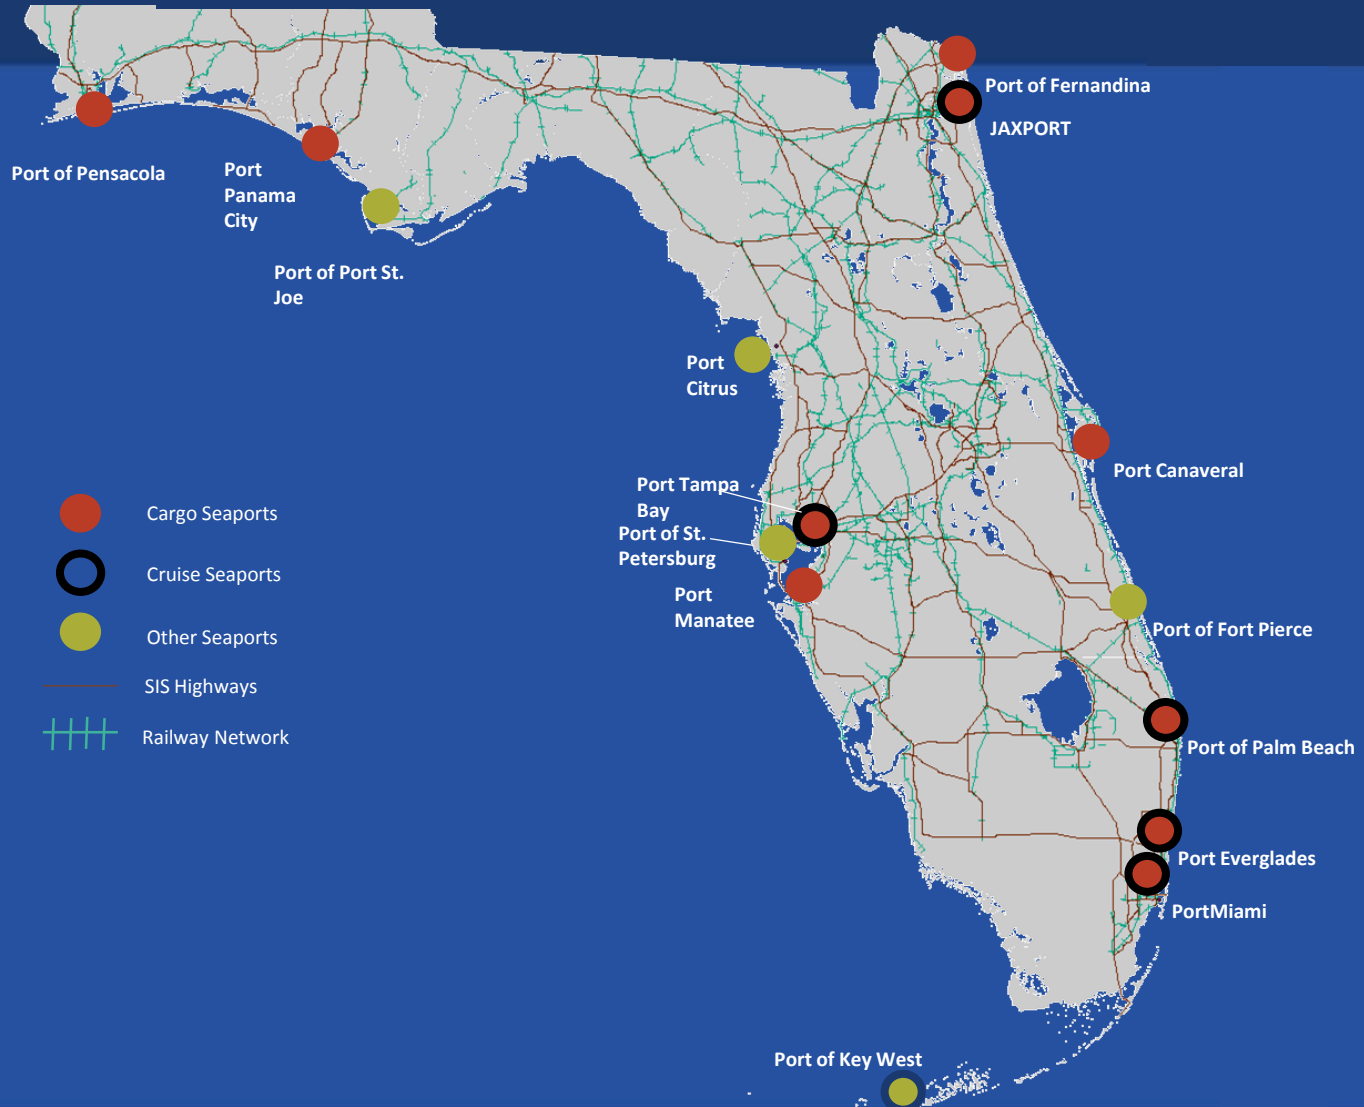 Port of Fernandina
JAXPORT
Port of Pensacola
Port
Panama
City
Port of Port St.
Joe
Port
Citrus
Port Canaveral
Port Tampa
Bay
Port of St.
Petersburg
Port
Manatee
Cargo Seaports
Cruise Seaports
Other Seaports
SIS Highways
Railway Network
Port of Fort Pierce
Port of Palm Beach
Port Everglades
PortMiami
Port of Key West